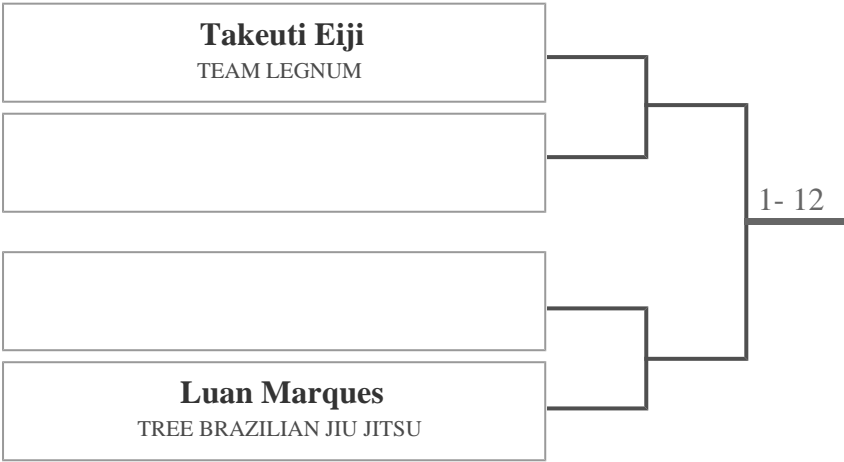 Takeuti Eiji
TEAM LEGNUM
1- 12
Luan Marques
TREE BRAZILIAN JIU JITSU